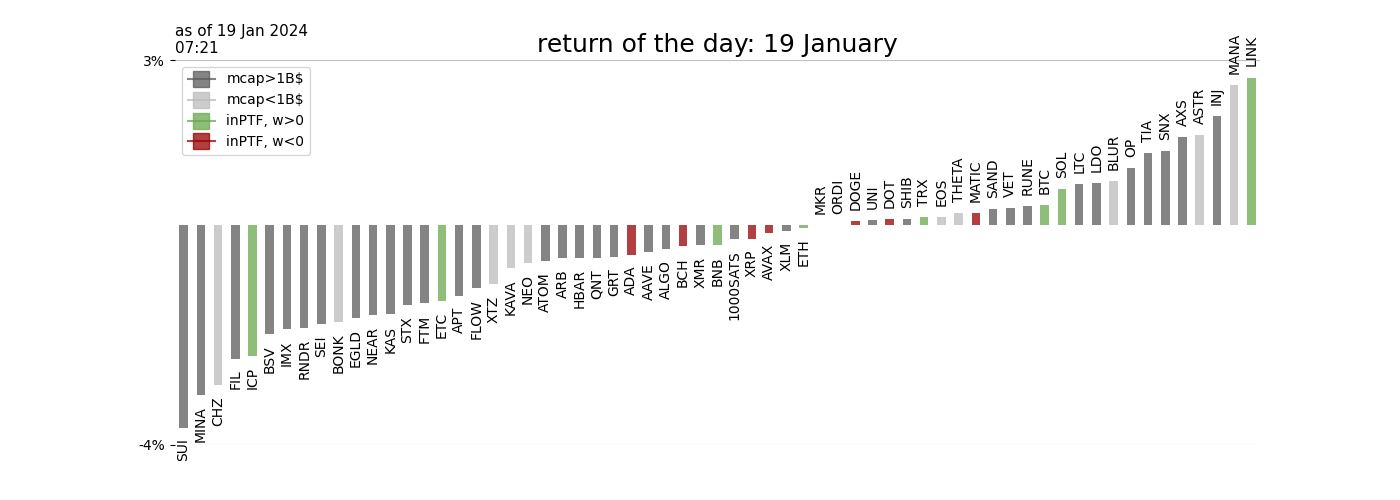 as of 19 Jan 2024
07:21
return of the day: 19 January
3%
mcap>1B$
mcap<1B$
inPTF, w>0
inPTF, w<0
-4%
SUI
MINA
CHZ
FIL
ICP
BSV
IMX
RNDR
SEI
BONK
EGLD
NEAR
KAS
STX
FTM
ETC
APT
FLOW
XTZ
KAVA
NEO
ATOM
ARB
HBAR
QNT
GRT
ADA
AAVE
ALGO
BCH
XMR
BNB
1000SATS
XRP
AVAX
XLM
ETH
MKR
ORDI
DOGE
UNI
DOT
SHIB
TRX
EOS
THETA
MATIC
SAND
VET
RUNE
BTC
SOL
LTC
LDO
BLUR
OP
TIA
SNX
AXS
ASTR
INJ
MANA
LINK